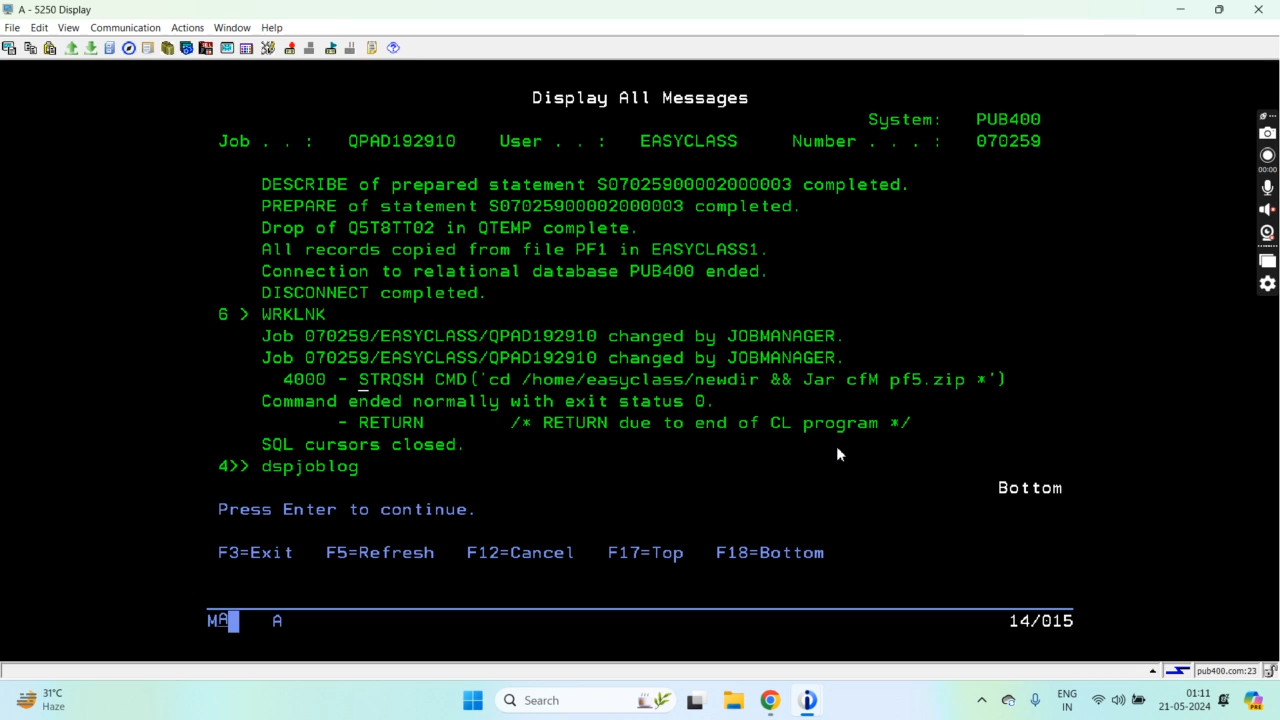 A - 5250 Display
File Edit View Communication Actions Window Help
Display All Messages
System: PUB400
Job . . : QPAD192910 User . . : EASYCLASS Number . . . : 070259
DESCRIBE of prepared statement S070259000002000003 completed.
PREPARE of statement S070259000002000003 completed.
Drop of Q5T8TT02 in QTEMP complete.
All records copied from file PF1 in EASYCLASS1.
Connection to relational database PUB400 ended.
DISCONNECT completed.
6 > WRKLNK
Job 070259/EASYCLASS/QPAD192910 changed by JOBMANAGER.
Job 070259/EASYCLASS/QPAD192910 changed by JOBMANAGER.
4000 - STRQSH CMD('cd /home/easyclass/newdir && Jar cfM pf5.zip *')
Command ended normally with exit status 0.
- RETURN /* RETURN due to end of CL program */
SQL cursors closed.
4>> dspjoblog
Bottom
Press Enter to continue.
F3=Exit F5=Refresh F12=Cancel F17=Top F18=Bottom
MA A 14/015
pub400.com:23
00:00
31°C
Haze
Search
ENG
IN
01:11
21-05-2024